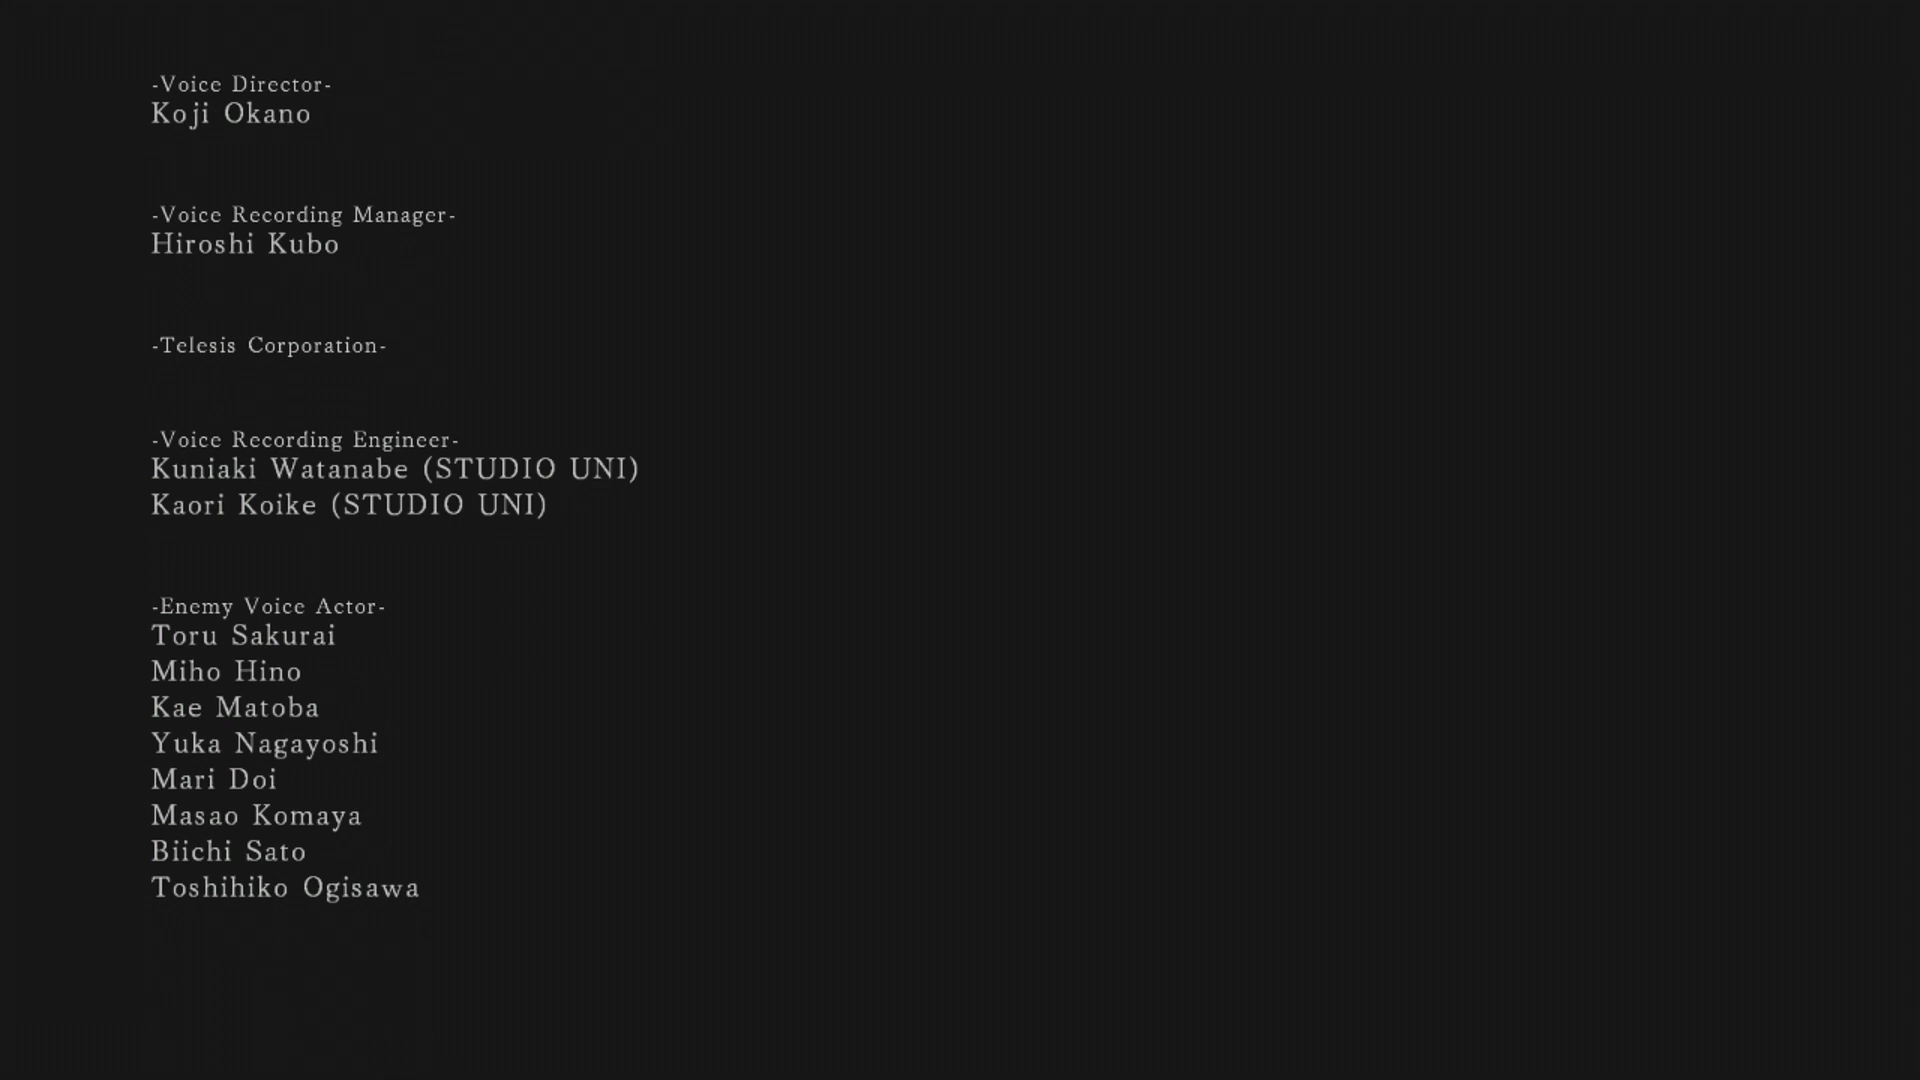 -Voice Director-
Koji Okano
-Voice Recording Manager-
Hiroshi Kubo
-Telesis Corporation-
-Voice Recording Engineer-
Kuniaki Watanabe (STUDIO UNI)
Kaori Koike (STUDIO UNI)
-Enemy Voice Actor-
Toru Sakurai
Miho Hino
Kae Matoba
Yuka Nagayoshi
Mari Doi
Masao Komaya
Biichi Sato
Toshihiko Ogisawa